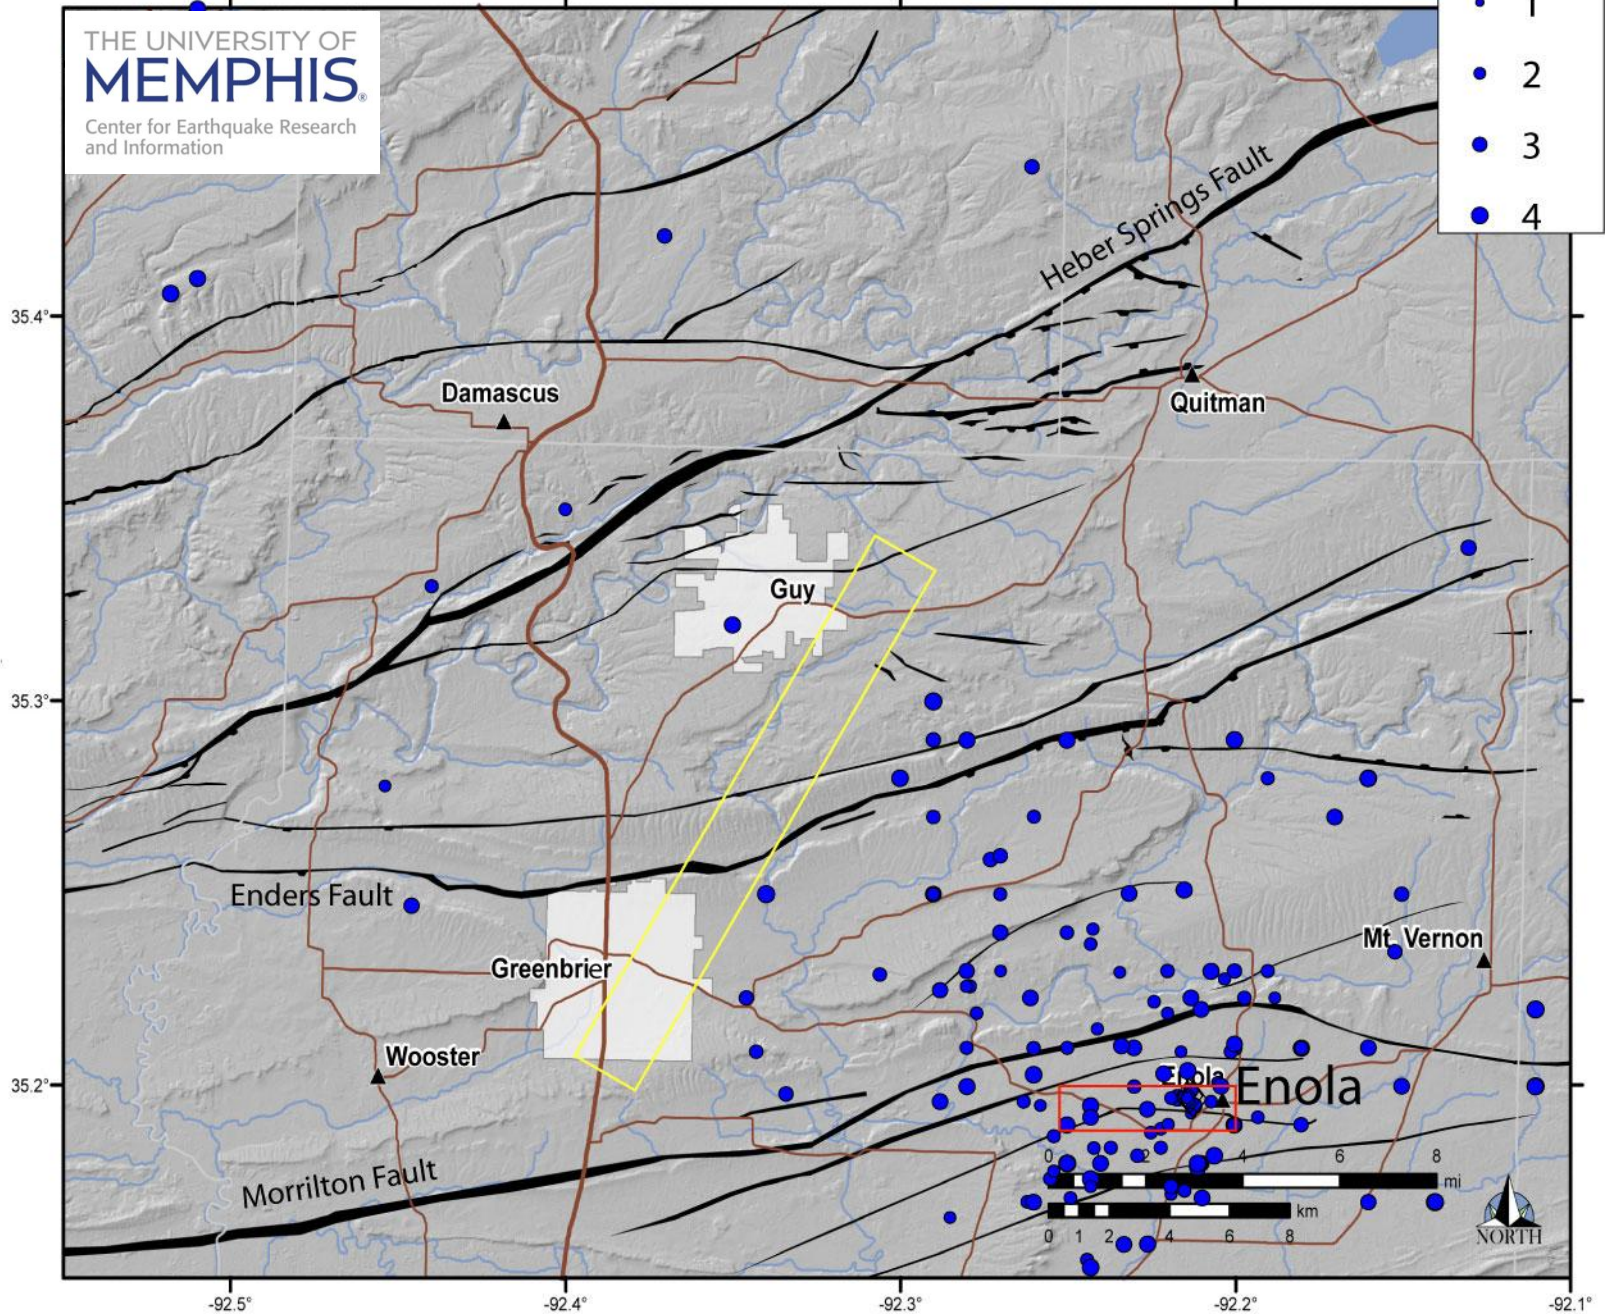 THE UNIVERSITY OF
MEMPHIS®
Center for Earthquake Research
and Information
1
2
3
4
Heber Springs Fault
35.4°
Damascus
Quitman
Guy
35.3°
Enders Fault
Mt. Vernon
Greenbrier
Wooster
35.2°
Enola
Enola
Morrilton Fault
0 2 4 6 8
mi
km
0 1 2 4 6 8
NORTH
-92.5° -92.4° -92.3° -92.2° -92.1°